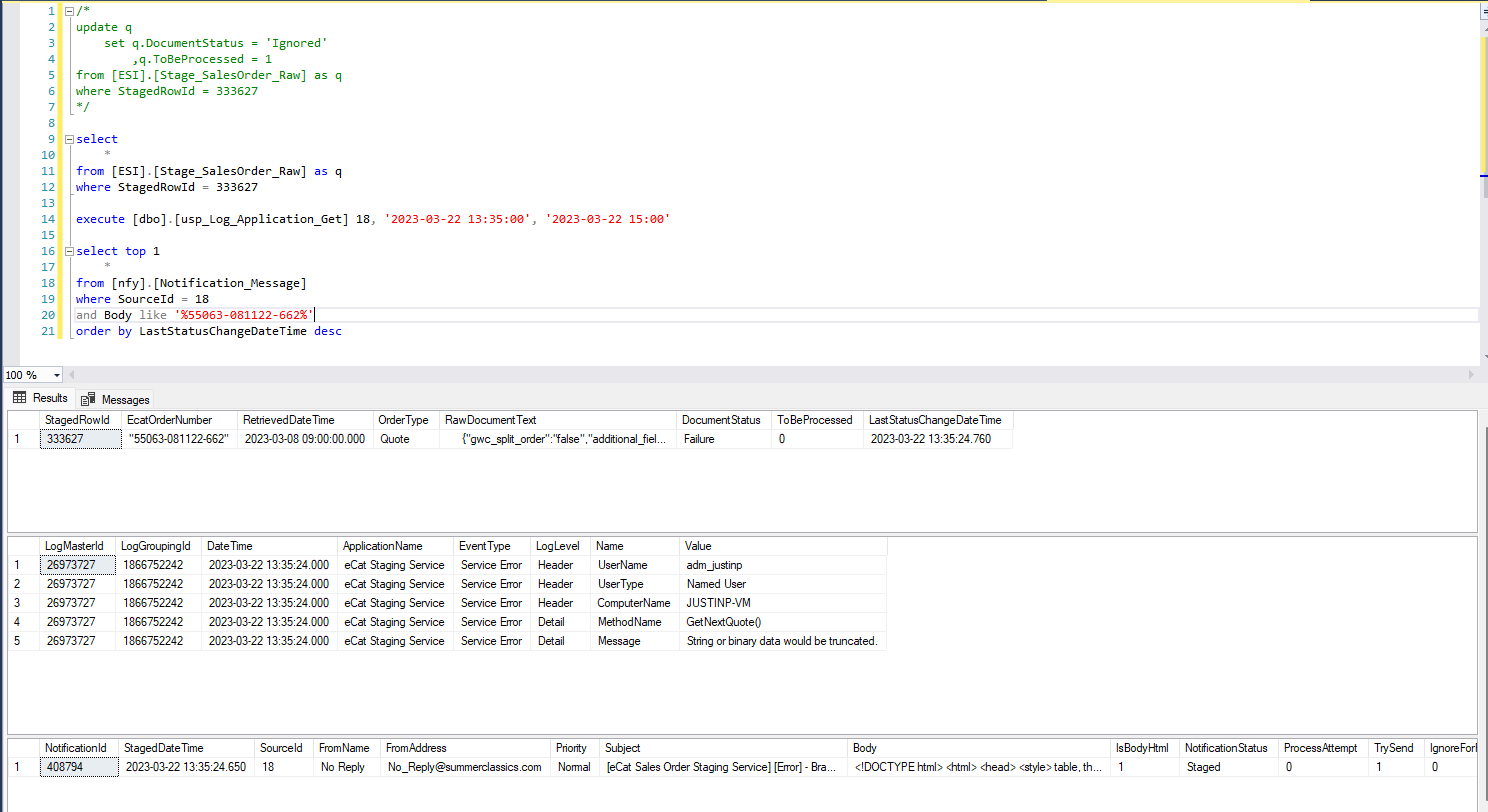 1 /*
2 update q
3 set q.DocumentStatus = 'Ignored'
4 ,q.ToBeProcessed = 1
5 from [ESI].[Stage_SalesOrder_Raw] as q
6 where StagedRowId = 333627
7 */
8
9 select
10 *
11 from [ESI].[Stage_SalesOrder_Raw] as q
12 where StagedRowId = 333627
13
14 execute [dbo].[usp_Log_Application_Get] 18, '2023-03-22 13:35:00', '2023-03-22 15:00'
15
16 select top 1
17 *
18 from [nfy].[Notification_Message]
19 where SourceId = 18
20 and Body like '%55063-081122-662%'
21 order by LastStatusChangeDateTime desc
100 %
Results Messages
StagedRowId EcatOrderNumber RetrievedDateTime OrderType RawDocumentText DocumentStatus ToBeProcessed LastStatusChangeDateTime
1 333627 "55063-081122-662" 2023-03-08 09:00:00.000 Quote {"gwc_split_order":"false","additional_fiel... Failure 0 2023-03-22 13:35:24.760
LogMasterId LogGroupingId DateTime ApplicationName EventType LogLevel Name Value
1 26973727 1866752242 2023-03-22 13:35:24.000 eCat Staging Service Service Error Header UserName adm_justinp
2 26973727 1866752242 2023-03-22 13:35:24.000 eCat Staging Service Service Error Header UserType Named User
3 26973727 1866752242 2023-03-22 13:35:24.000 eCat Staging Service Service Error Header ComputerName JUSTINP-VM
4 26973727 1866752242 2023-03-22 13:35:24.000 eCat Staging Service Service Error Detail MethodName GetNextQuote()
5 26973727 1866752242 2023-03-22 13:35:24.000 eCat Staging Service Service Error Detail Message String or binary data would be truncated.
NotificationId StagedDateTime SourceId FromName FromAddress Priority Subject Body IsBodyHtml NotificationStatus ProcessAttempt TrySend IgnoreForI
1 408794 2023-03-22 13:35:24.650 18 No Reply No_Reply@summerclassics.com Normal [eCat Sales Order Staging Service] [Error] - Bra... <!DOCTYPE html> <html> <head> <style> table, th... 1 Staged 0 1 0